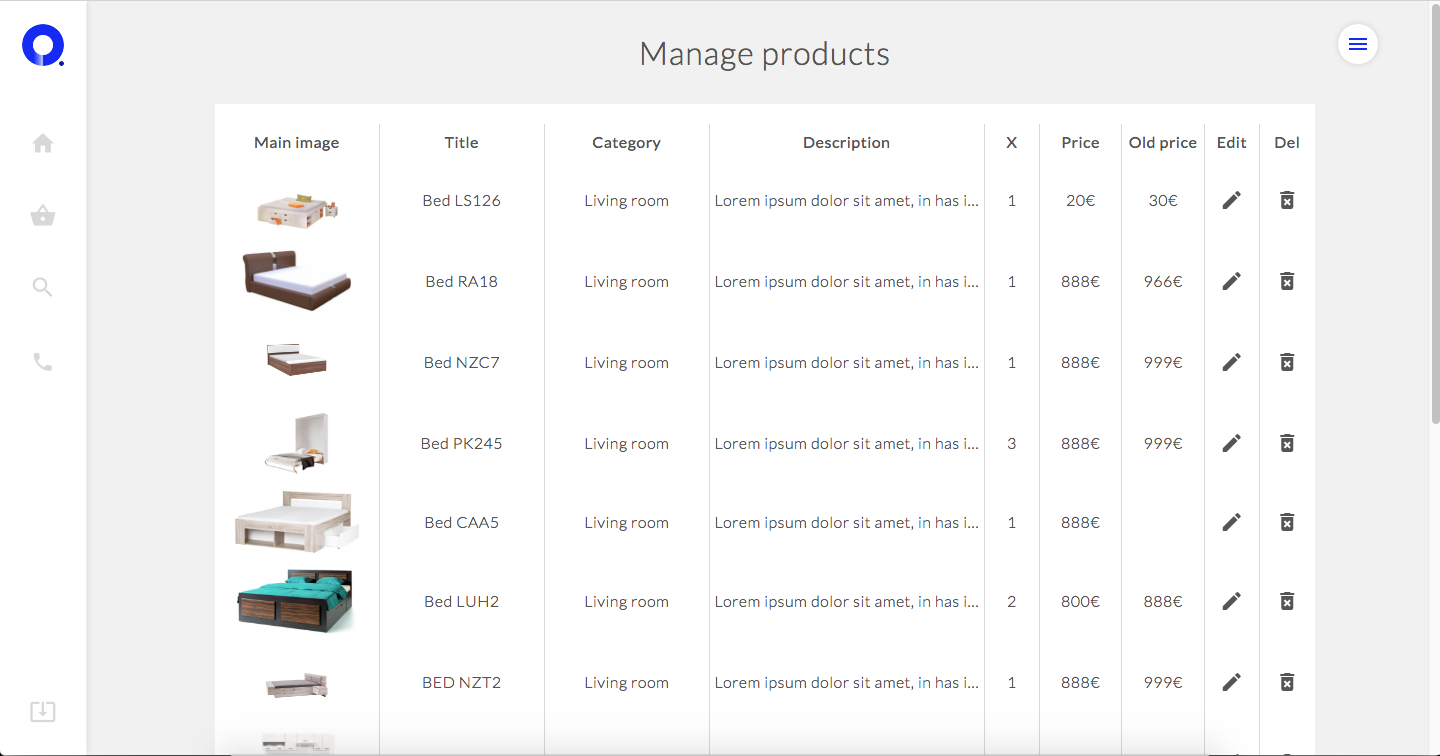 Manage products
Main image Title Category Description X Price Old price Edit Del
Bed LS126 Living room Lorem ipsum dolor sit amet, in has i... 1 20€ 30€
Bed RA18 Living room Lorem ipsum dolor sit amet, in has i... 1 888€ 966€
Bed NZC7 Living room Lorem ipsum dolor sit amet, in has i... 1 888€ 999€
Bed PK245 Living room Lorem ipsum dolor sit amet, in has i... 3 888€ 999€
Bed CAA5 Living room Lorem ipsum dolor sit amet, in has i... 1 888€
Bed LUH2 Living room Lorem ipsum dolor sit amet, in has i... 2 800€ 888€
BED NZT2 Living room Lorem ipsum dolor sit amet, in has i... 1 888€ 999€